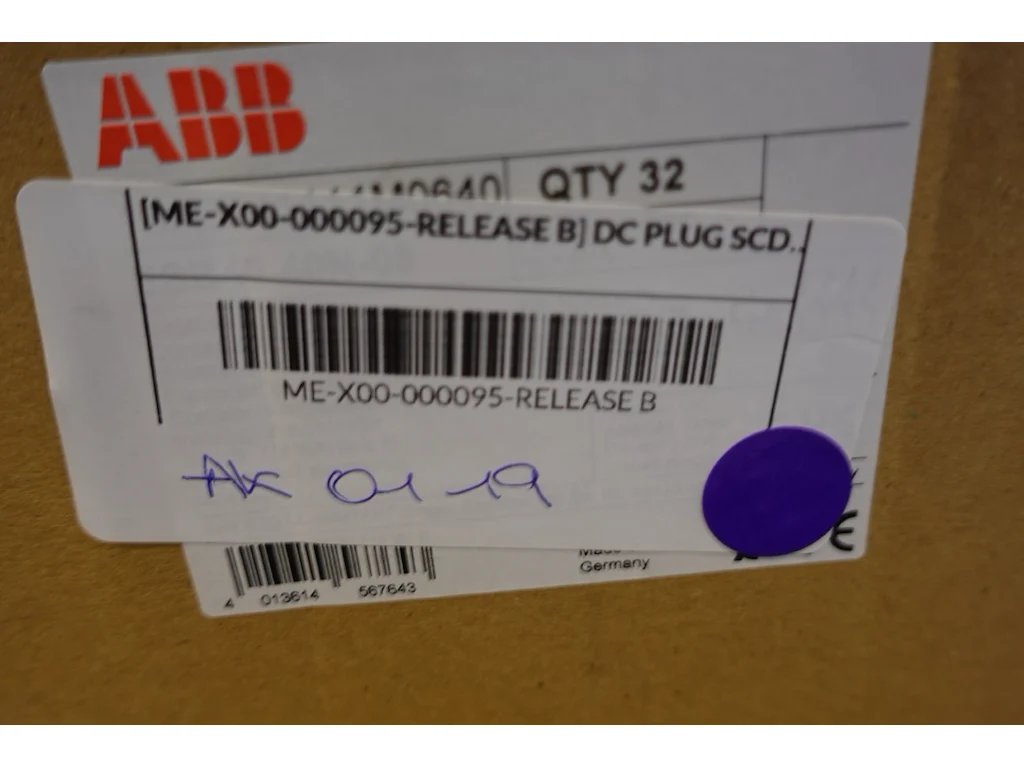 ABB
QTY 32
[ME-X00-000095-RELEASE B] DC PLUG SCD..
ME-X00-000095-RELEASE B
AK 01-19
Germany
4 013614 567643